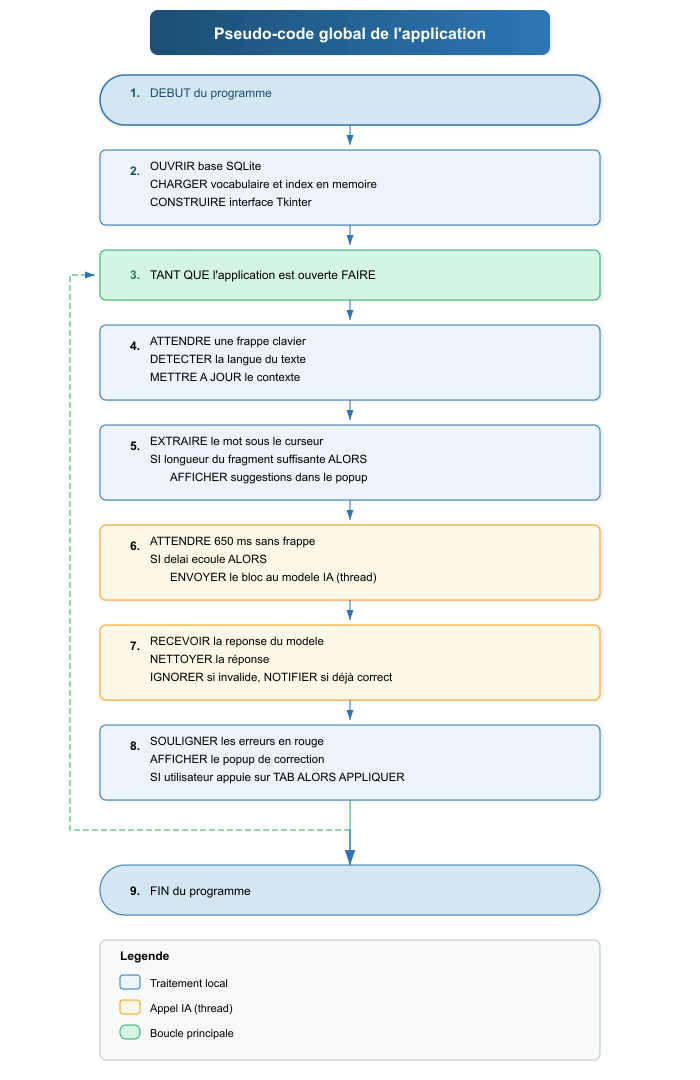 Pseudo-code global de l'application
1. DEBUT du programme
2. OUVRIR base SQLite
CHARGER vocabulaire et index en memoire
CONSTRUIRE interface Tkinter
3. TANT QUE l'application est ouverte FAIRE
4. ATTENDRE une frappe clavier
DETECTER la langue du texte
METTRE A JOUR le contexte
5. EXTRAIRE le mot sous le curseur
SI longueur du fragment suffisante ALORS
AFFICHER suggestions dans le popup
6. ATTENDRE 650 ms sans frappe
SI delai ecoule ALORS
ENVOYER le bloc au modele IA (thread)
7. RECEVOIR la reponse du modele
NETTOYER la réponse
IGNORER si invalide, NOTIFIER si déjà correct
8. SOULIGNER les erreurs en rouge
AFFICHER le popup de correction
SI utilisateur appuie sur TAB ALORS APPLIQUER
9. FIN du programme
Legende
Traitement local
Appel IA (thread)
Boucle principale